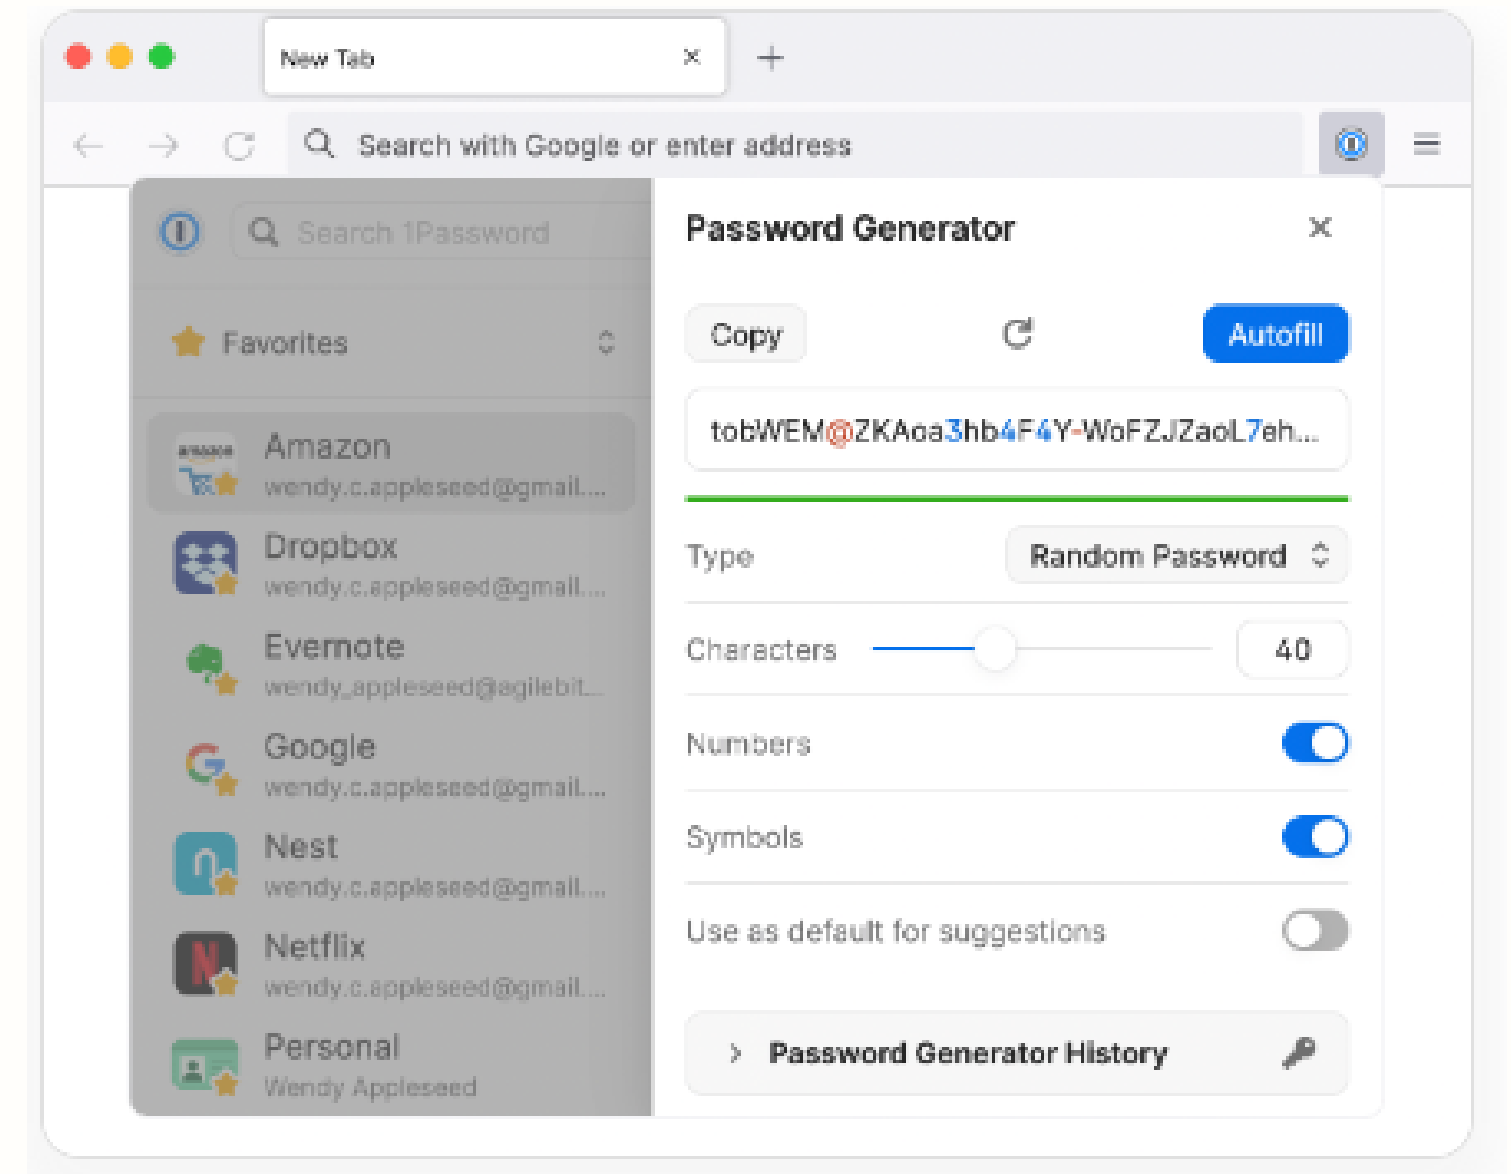 New Tab
Search with Google or enter address
Search 1Password
Favorites
Amazon
wendy.c.appleseed@gmail....
Dropbox
wendy.c.appleseed@gmail....
Evernote
wendy_appleseed@agilebit...
Google
wendy.c.appleseed@gmail....
Nest
wendy.c.appleseed@gmail....
Netflix
wendy.c.appleseed@gmail....
Personal
Wendy Appleseed
Password Generator
Copy
Autofill
tobWEM@ZKAoa3hb4F4Y-WoFZJZaoL7eh...
Type
Random Password
Characters
40
Numbers
Symbols
Use as default for suggestions
Password Generator History